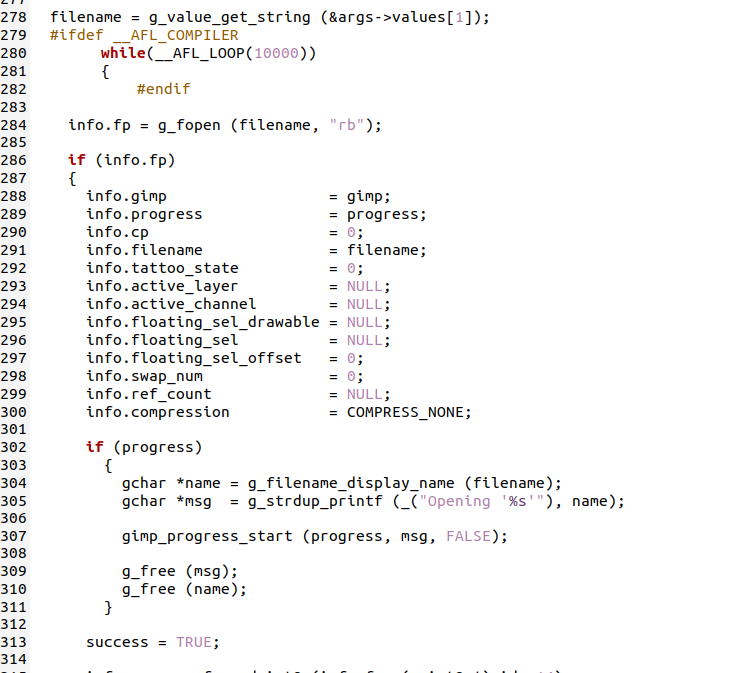 278 filename = g_value_get_string (&args->values[1]);
279 #ifdef __AFL_COMPILER
280 while(__AFL_LOOP(10000))
281 {
282 #endif
283
284 info.fp = g_fopen (filename, "rb");
285
286 if (info.fp)
287 {
288 info.gimp = gimp;
289 info.progress = progress;
290 info.cp = 0;
291 info.filename = filename;
292 info.tattoo_state = 0;
293 info.active_layer = NULL;
294 info.active_channel = NULL;
295 info.floating_sel_drawable = NULL;
296 info.floating_sel = NULL;
297 info.floating_sel_offset = 0;
298 info.swap_num = 0;
299 info.ref_count = NULL;
300 info.compression = COMPRESS_NONE;
301
302 if (progress)
303 {
304 gchar *name = g_filename_display_name (filename);
305 gchar *msg = g_strdup_printf (_("Opening '%s'"), name);
306
307 gimp_progress_start (progress, msg, FALSE);
308
309 g_free (msg);
310 g_free (name);
311 }
312
313 success = TRUE;
314